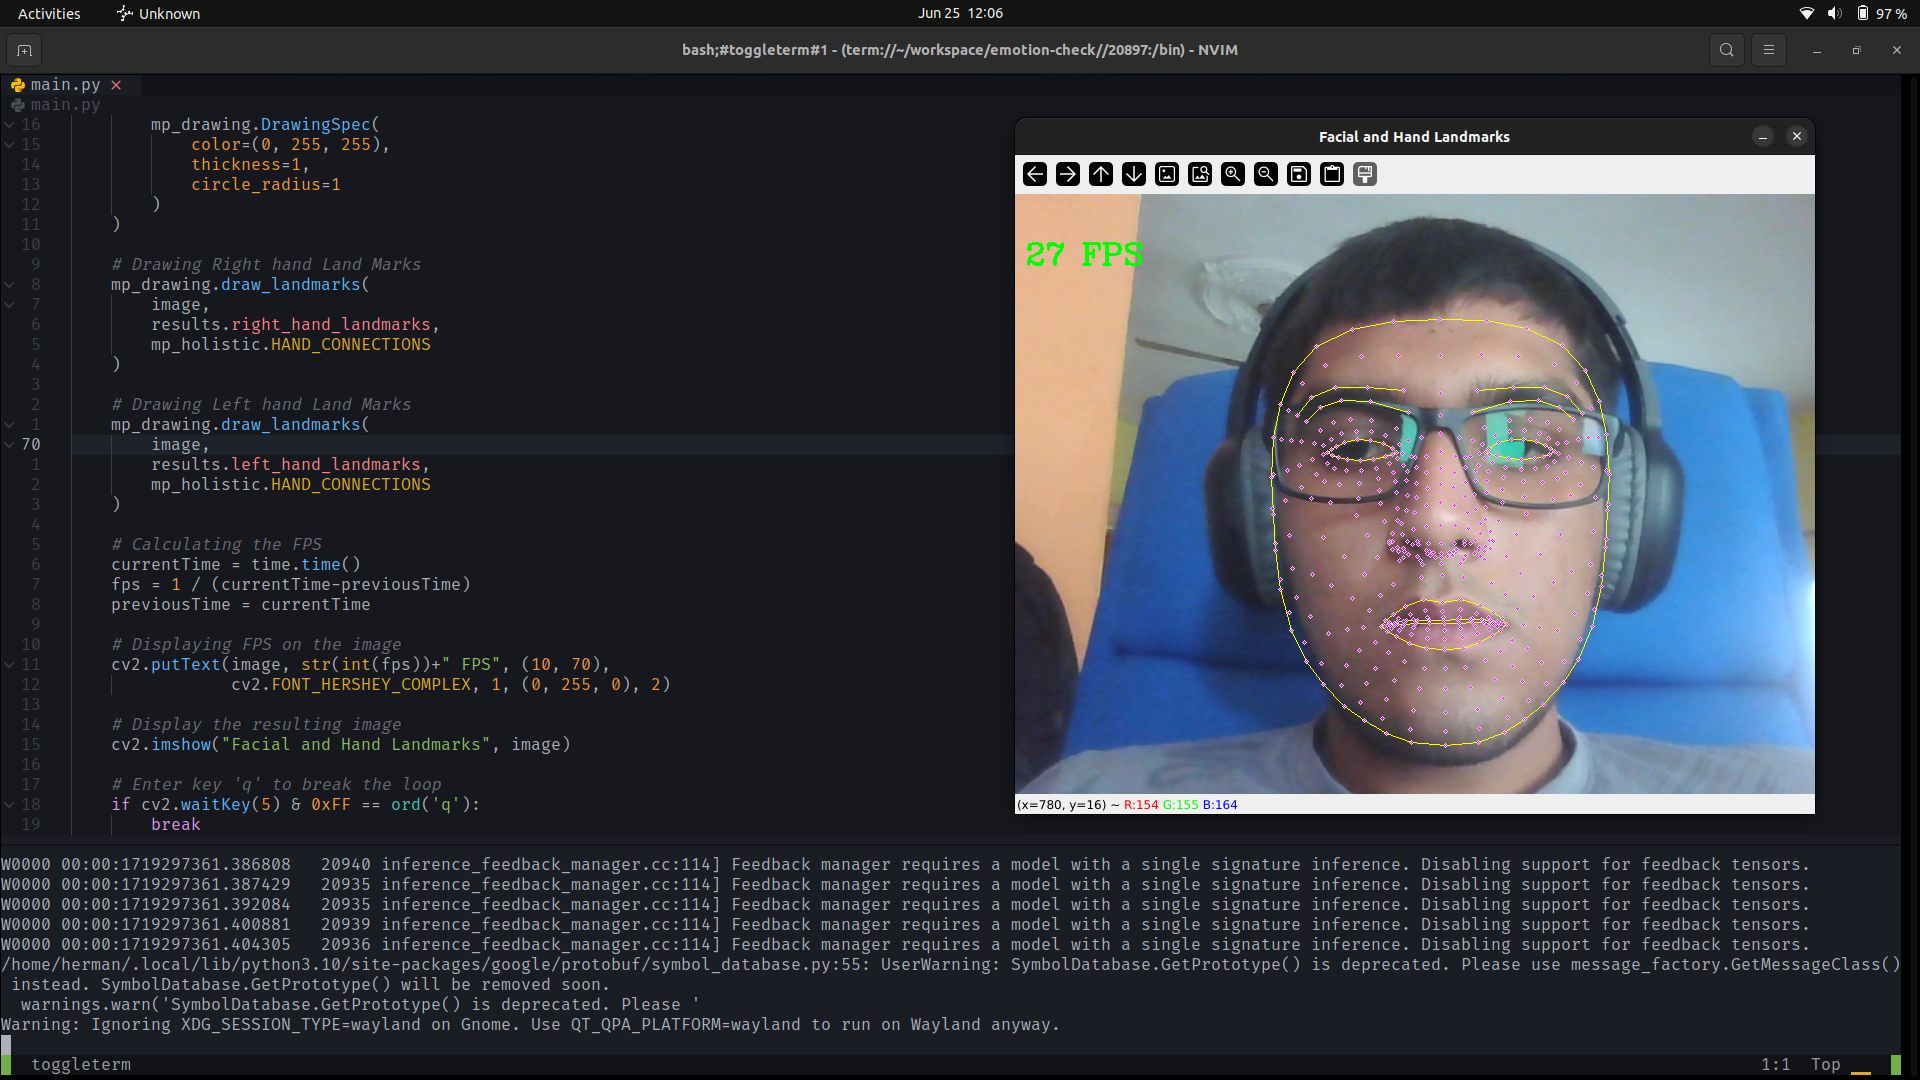 Activities
Unknown
Jun 25 12:06
97 %
bash;#toggleterm#1 - (term://~/workspace/emotion-check//20897:/bin) - NVIM
main.py
main.py
16 mp_drawing.DrawingSpec(
15 color=(0, 255, 255),
14 thickness=1,
13 circle_radius=1
12 )
11 )
10
9 # Drawing Right hand Land Marks
8 mp_drawing.draw_landmarks(
7 image,
6 results.right_hand_landmarks,
5 mp_holistic.HAND_CONNECTIONS
4 )
3
2 # Drawing Left hand Land Marks
1 mp_drawing.draw_landmarks(
70 image,
1 results.left_hand_landmarks,
2 mp_holistic.HAND_CONNECTIONS
3 )
4
5 # Calculating the FPS
6 currentTime = time.time()
7 fps = 1 / (currentTime-previousTime)
8 previousTime = currentTime
9
10 # Displaying FPS on the image
11 cv2.putText(image, str(int(fps))+" FPS", (10, 70),
12 cv2.FONT_HERSHEY_COMPLEX, 1, (0, 255, 0), 2)
13
14 # Display the resulting image
15 cv2.imshow("Facial and Hand Landmarks", image)
16
17 # Enter key 'q' to break the loop
18 if cv2.waitKey(5) & 0xFF == ord('q'):
19 break
Facial and Hand Landmarks
27 FPS
(x=780, y=16) ~ R:154 G:155 B:164
W0000 00:00:1719297361.386808 20940 inference_feedback_manager.cc:114] Feedback manager requires a model with a single signature inference. Disabling support for feedback tensors.
W0000 00:00:1719297361.387429 20935 inference_feedback_manager.cc:114] Feedback manager requires a model with a single signature inference. Disabling support for feedback tensors.
W0000 00:00:1719297361.392084 20935 inference_feedback_manager.cc:114] Feedback manager requires a model with a single signature inference. Disabling support for feedback tensors.
W0000 00:00:1719297361.400881 20939 inference_feedback_manager.cc:114] Feedback manager requires a model with a single signature inference. Disabling support for feedback tensors.
W0000 00:00:1719297361.404305 20936 inference_feedback_manager.cc:114] Feedback manager requires a model with a single signature inference. Disabling support for feedback tensors.
/home/herman/.local/lib/python3.10/site-packages/google/protobuf/symbol_database.py:55: UserWarning: SymbolDatabase.GetPrototype() is deprecated. Please use message_factory.GetMessageClass()
instead. SymbolDatabase.GetPrototype() will be removed soon.
warnings.warn('SymbolDatabase.GetPrototype() is deprecated. Please '
Warning: Ignoring XDG_SESSION_TYPE=wayland on Gnome. Use QT_QPA_PLATFORM=wayland to run on Wayland anyway.
toggleterm
1:1 Top